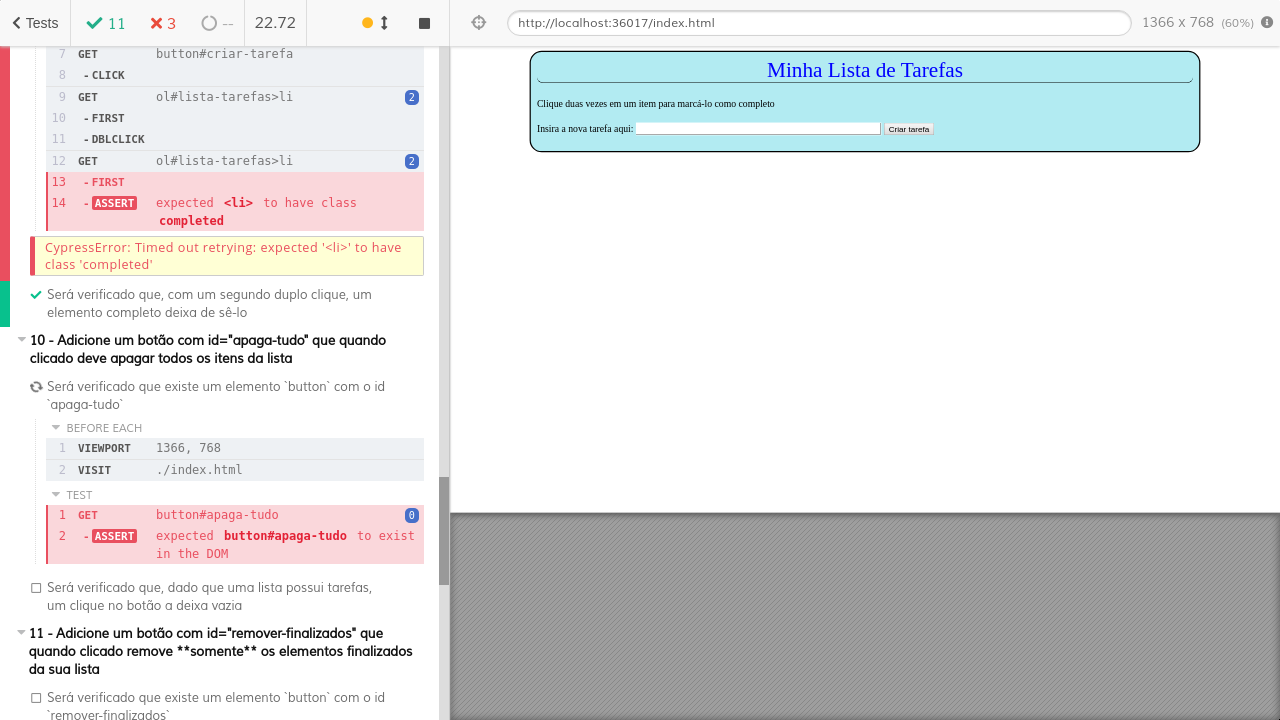 Tests 11 3 -- 22.72
http://localhost:36017/index.html 1366 x 768 (60%)
7 GET button#criar-tarefa
8 - CLICK
9 GET ol#lista-tarefas>li 2
10 - FIRST
11 - DBLCLICK
12 GET ol#lista-tarefas>li 2
13 - FIRST
14 - ASSERT expected <li> to have class
completed
CypressError: Timed out retrying: expected '<li>' to have
class 'completed'
Será verificado que, com um segundo duplo clique, um
elemento completo deixa de sê-lo
10 - Adicione um botão com id="apaga-tudo" que quando
clicado deve apagar todos os itens da lista
Será verificado que existe um elemento `button` com o id
`apaga-tudo`
BEFORE EACH
1 VIEWPORT 1366, 768
2 VISIT ./index.html
TEST
1 GET button#apaga-tudo 0
2 - ASSERT expected button#apaga-tudo to exist
in the DOM
Será verificado que, dado que uma lista possui tarefas,
um clique no botão a deixa vazia
11 - Adicione um botão com id="remover-finalizados" que
quando clicado remove **somente** os elementos finalizados
da sua lista
Será verificado que existe um elemento `button` com o id
`remover-finalizados`
Minha Lista de Tarefas
Clique duas vezes em um item para marcá-lo como completo
Insira a nova tarefa aqui: Criar tarefa